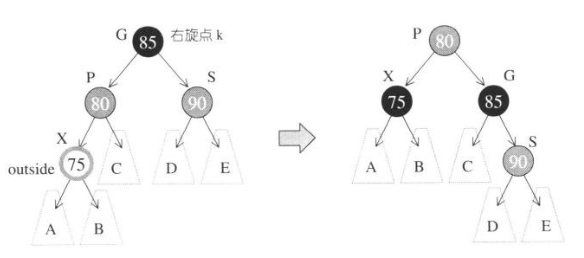 G 85 右旋点 k
P 80 S 90
X
outside 75 C D E
A B
P 80
X G
75 85
A B C S 90
D E